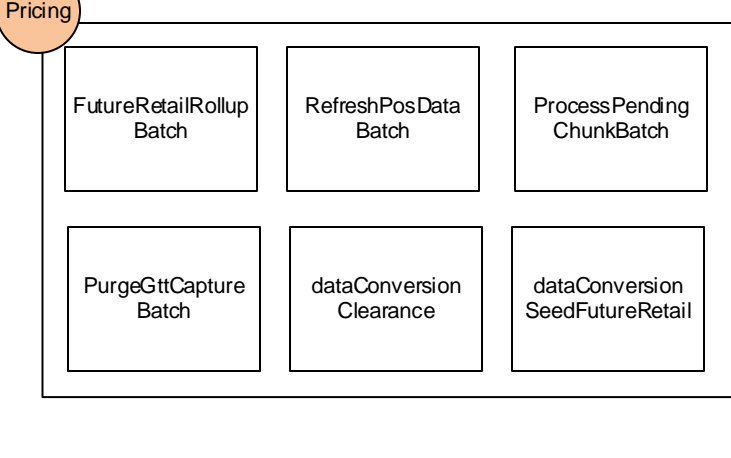 Pricing
FutureRetailRollup
Batch
RefreshPosData
Batch
ProcessPending
ChunkBatch
PurgeGttCapture
Batch
dataConversion
Clearance
dataConversion
SeedFutureRetail